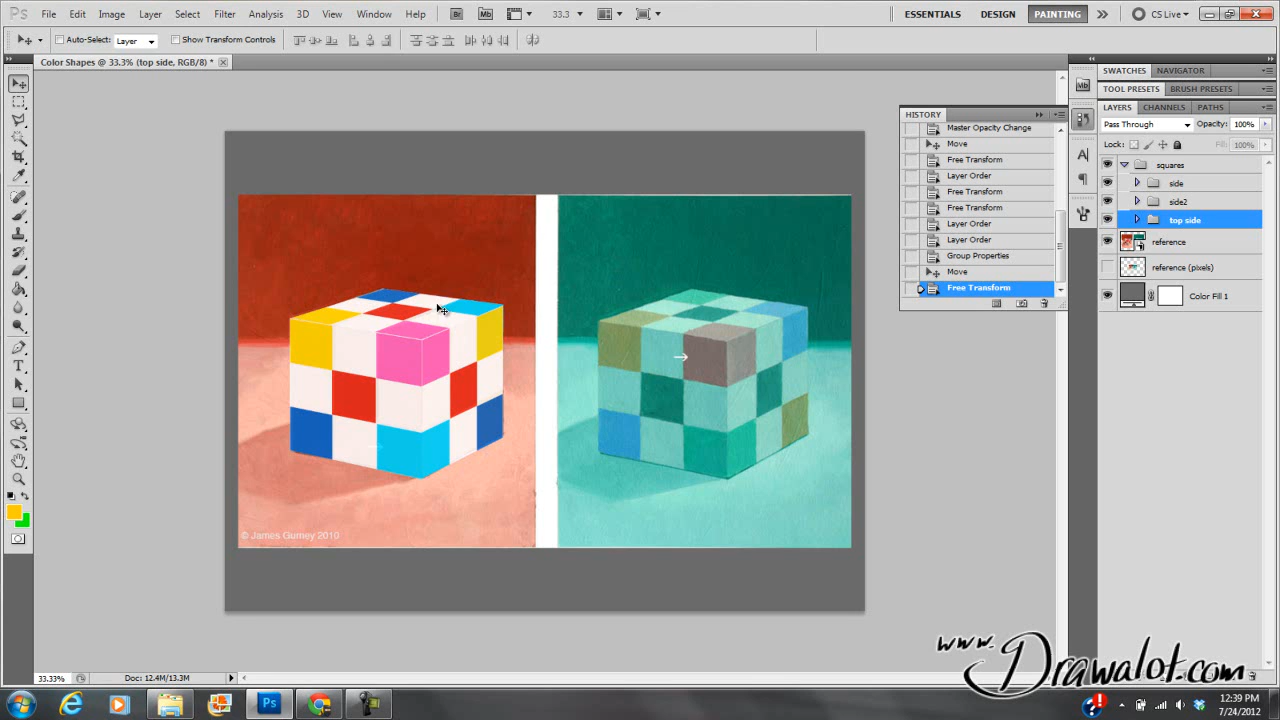 Ps File Edit Image Layer Select Filter Analysis 3D View Window Help Br Mb 33.3 ESSENTIALS DESIGN PAINTING CS Live
Auto-Select: Layer Show Transform Controls
Color Shapes @ 33.3% (top side, RGB/8) *
SWATCHES NAVIGATOR
TOOL PRESETS BRUSH PRESETS
LAYERS CHANNELS PATHS
Pass Through Opacity: 100%
Lock: Fill: 100%
squares
side
side2
top side
reference
reference (pixels)
Color Fill 1
HISTORY
Master Opacity Change
Move
Free Transform
Layer Order
Free Transform
Free Transform
Layer Order
Layer Order
Group Properties
Move
Free Transform
© James Gurney 2010
33.33% Doc: 12.4M/13.3M
www.Drawalot.com
Ps
12:39 PM
7/24/2012